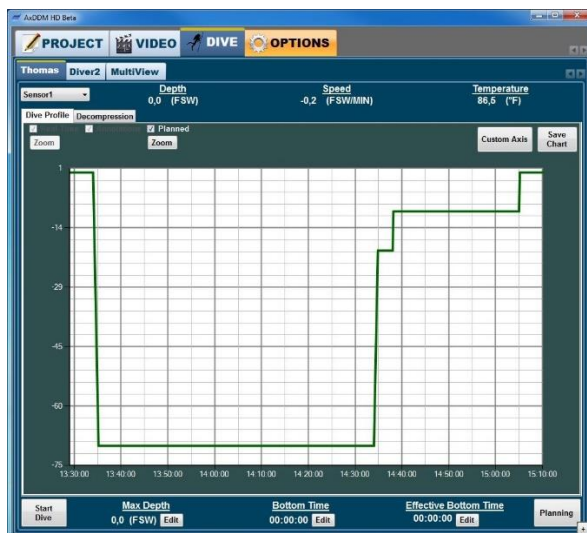 AxDDM HD Beta
PROJECT VIDEO DIVE OPTIONS
Thomas Diver2 MultiView
Sensor1
Depth Speed Temperature
0,0 (FSW) -0,2 (FSW/MIN) 86,5 (°F)
Dive Profile Decompression
Planned
Zoom Zoom Custom Axis Save Chart
1
-14
-29
-45
-60
-75
13:30:00 13:40:00 13:50:00 14:00:00 14:10:00 14:20:00 14:30:00 14:40:00 14:50:00 15:00:00 15:10:00
Start Dive
Max Depth Bottom Time Effective Bottom Time
0,0 (FSW) Edit 00:00:00 Edit 00:00:00 Edit
Planning